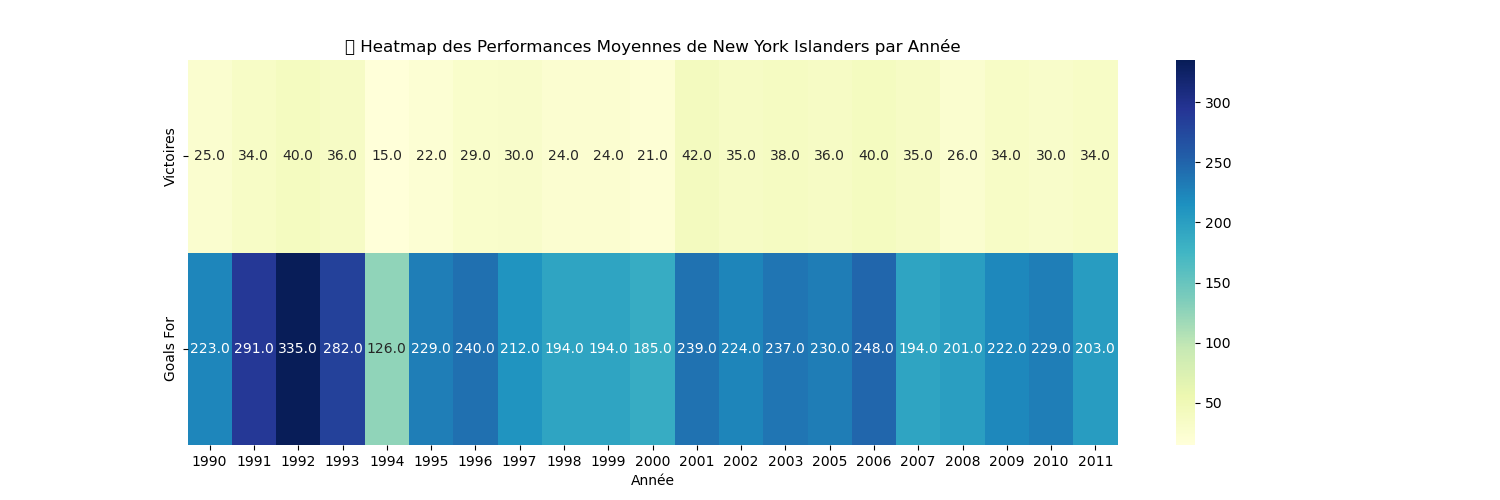 ▯ Heatmap des Performances Moyennes de New York Islanders par Année
Victoires
25.0 34.0 40.0 36.0 15.0 22.0 29.0 30.0 24.0 24.0 21.0 42.0 35.0 38.0 36.0 40.0 35.0 26.0 34.0 30.0 34.0
Goals For
223.0 291.0 335.0 282.0 126.0 229.0 240.0 212.0 194.0 194.0 185.0 239.0 224.0 237.0 230.0 248.0 194.0 201.0 222.0 229.0 203.0
1990 1991 1992 1993 1994 1995 1996 1997 1998 1999 2000 2001 2002 2003 2005 2006 2007 2008 2009 2010 2011
Année
300
250
200
150
100
50